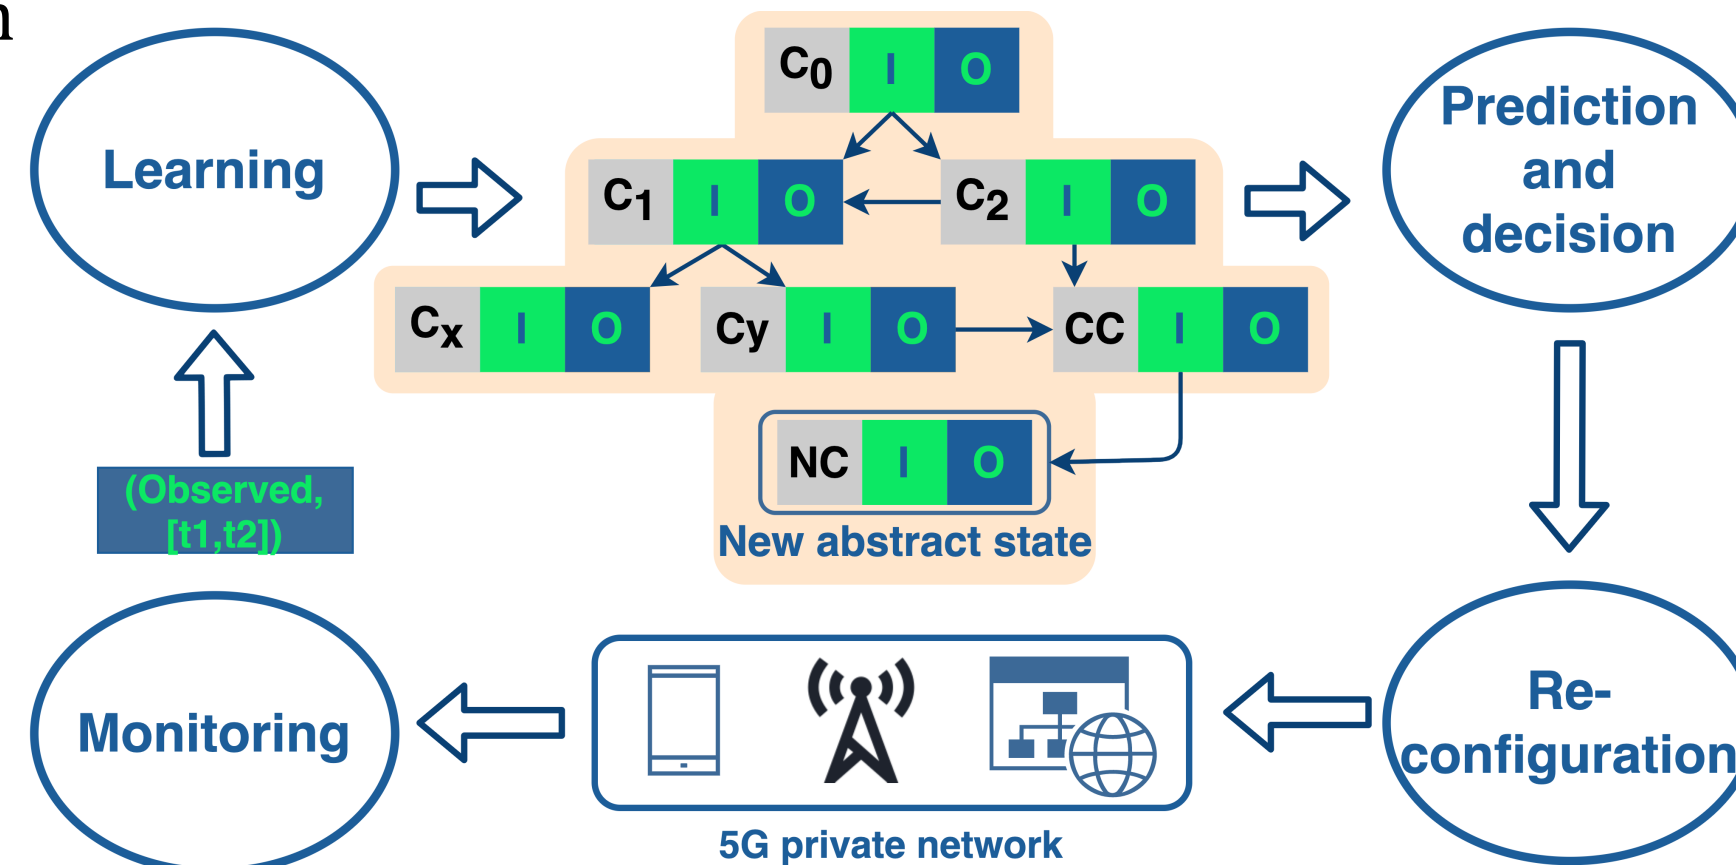 n
Learning
C0 I O
Prediction
and
decision
C1 I O
C2 I O
Cx I O
Cy I O
CC I O
NC I O
New abstract state
(Observed,
[t1,t2])
Monitoring
5G private network
Re-
configuration